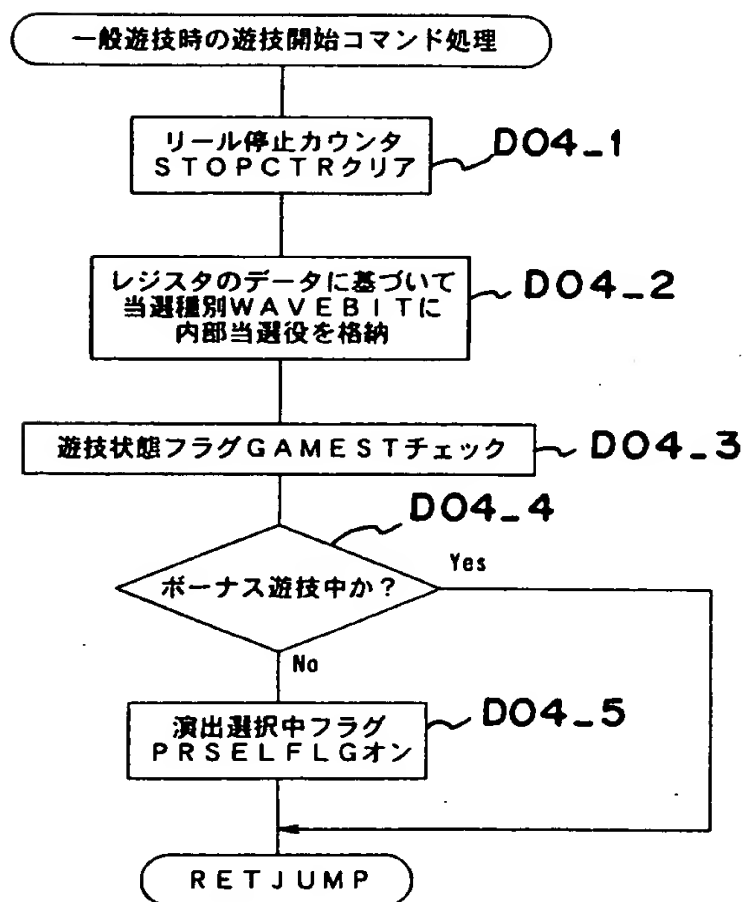 一般遊技時の遊技開始コマンド処理
リール停止カウンタ
STOPCTRクリア
D04_1
レジスタのデータに基づいて
当選種別WAVEBITに
内部当選役を格納
D04_2
遊技状態フラグGAMESTチェック
D04_3
D04_4
ボーナス遊技中か?
Yes
No
演出選択中フラグ
PRSELFLGオン
D04_5
RETJUMP